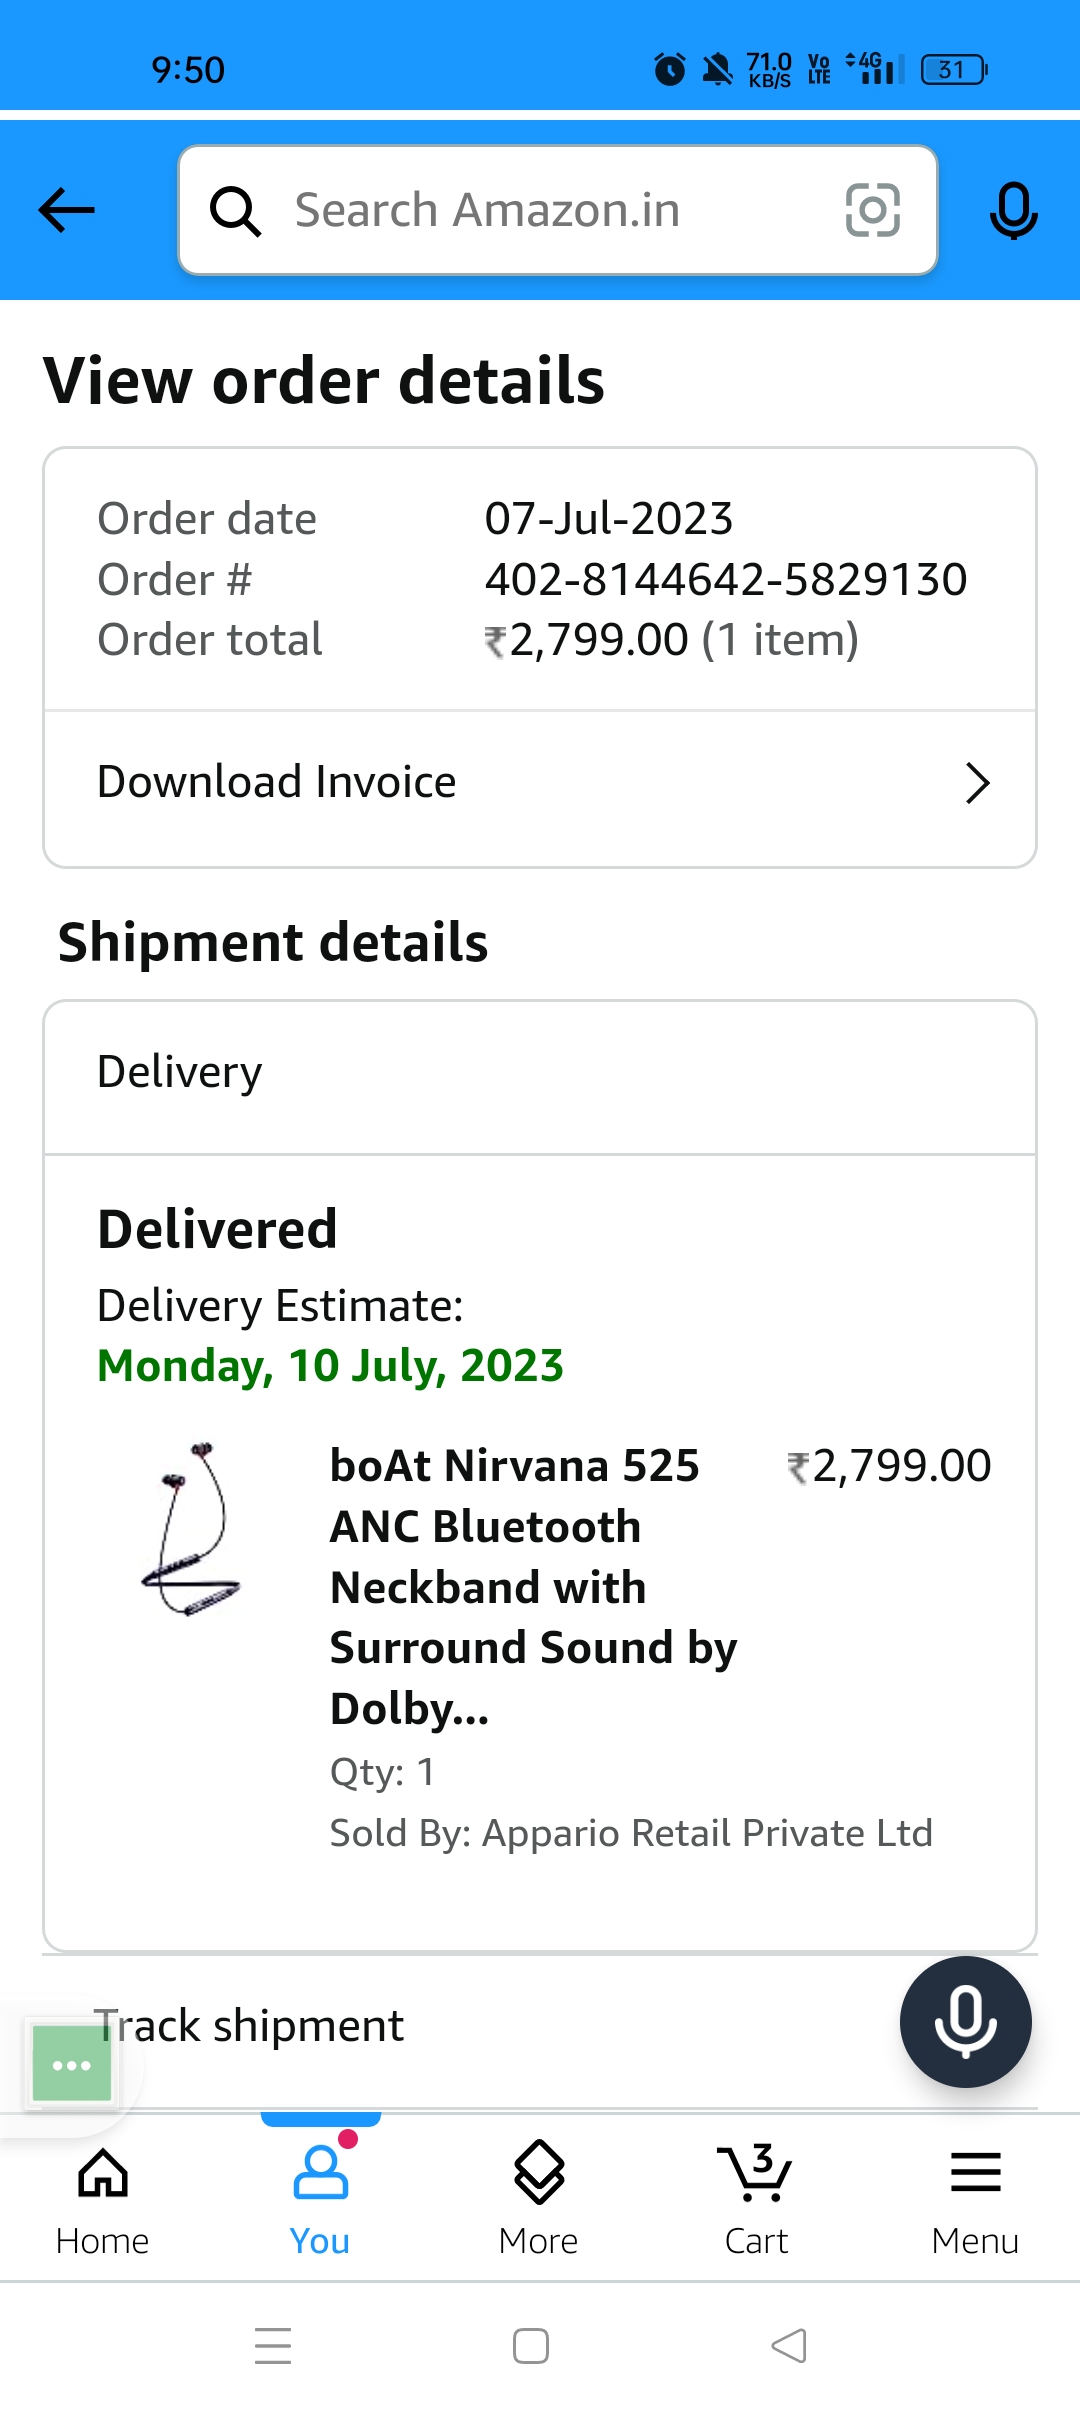 9:50
71.0
KB/S
Vo
LTE
4G
31
Search Amazon.in
View order details
Order date 07-Jul-2023
Order # 402-8144642-5829130
Order total ₹2,799.00 (1 item)
Download Invoice
Shipment details
Delivery
Delivered
Delivery Estimate:
Monday, 10 July, 2023
boAt Nirvana 525 ₹2,799.00
ANC Bluetooth
Neckband with
Surround Sound by
Dolby...
Qty: 1
Sold By: Appario Retail Private Ltd
Track shipment
3
Home You More Cart Menu